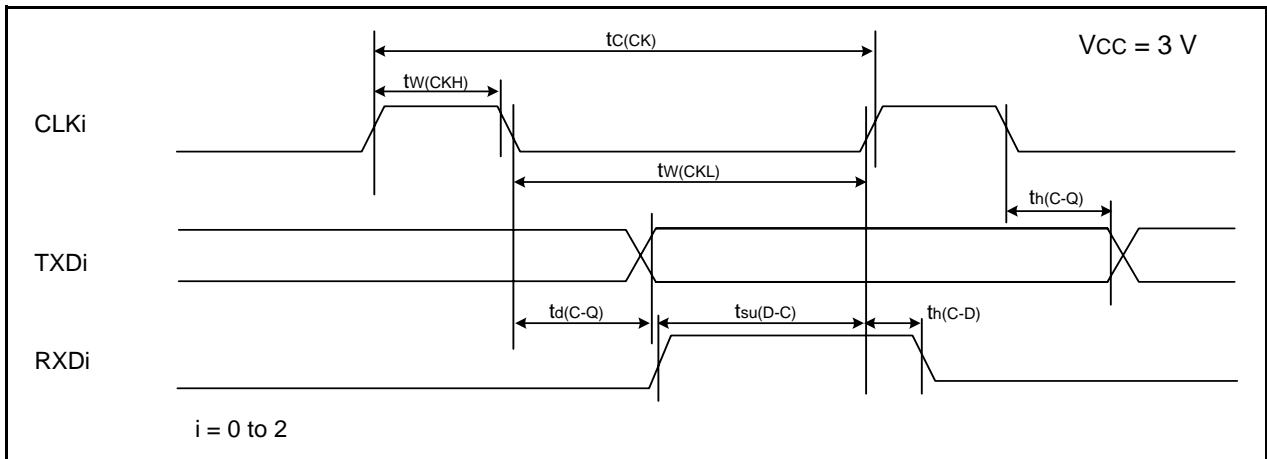 tC(CK)
VCC = 3 V
tW(CKH)
CLKi
tW(CKL)
th(C-Q)
TXDi
td(C-Q)
tsu(D-C)
th(C-D)
RXDi
i = 0 to 2